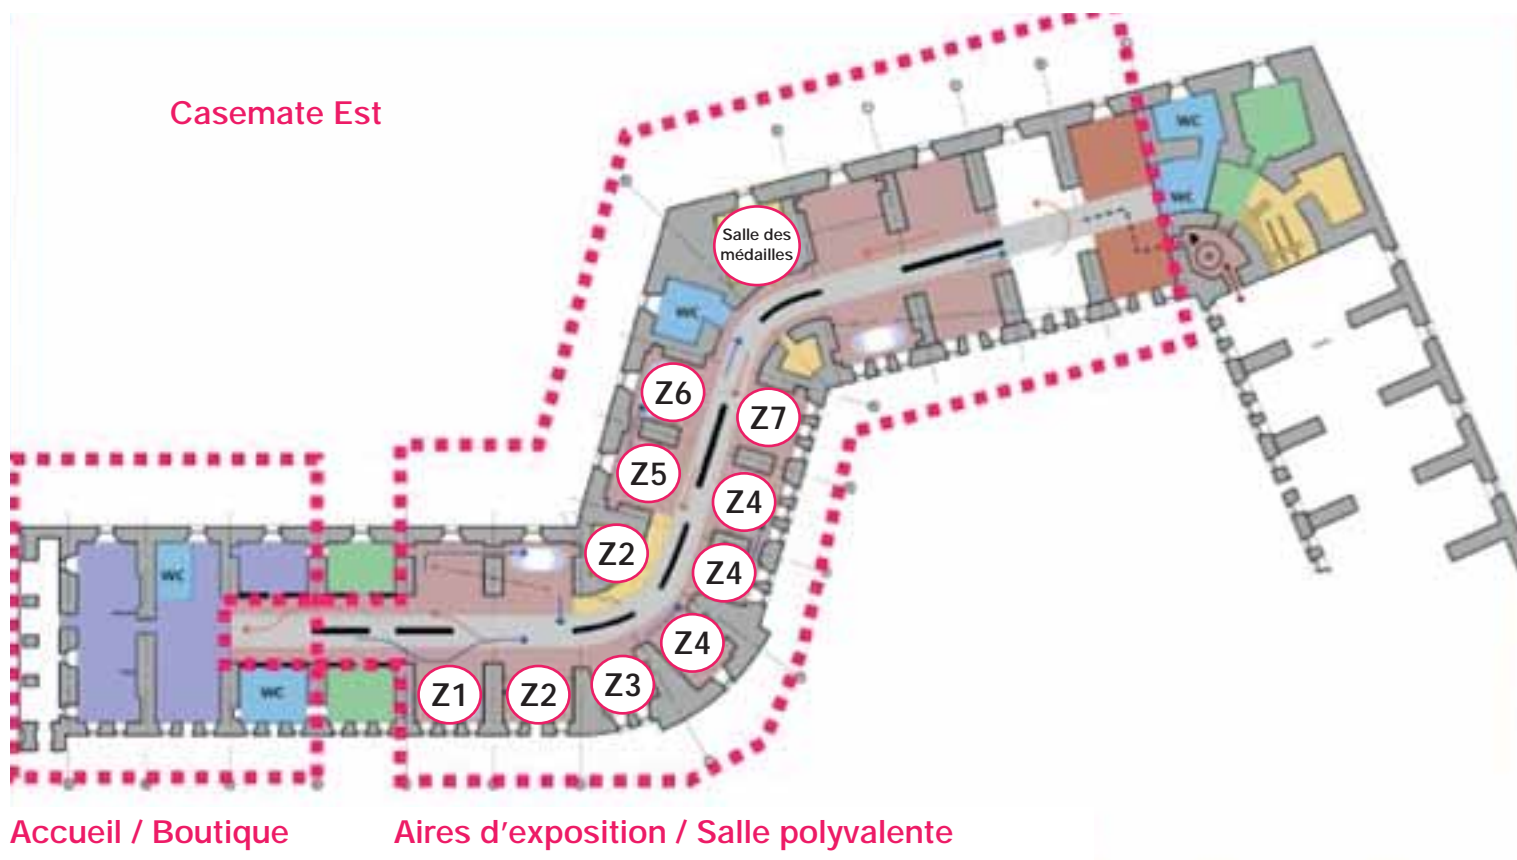 Casemate Est
WC
WC
Salle des
médailles
WC
Z6
Z7
Z5
Z4
Z2
Z4
WC
Z4
Z3
Z1
Z2
WC
Accueil / Boutique
Aires d'exposition / Salle polyvalente